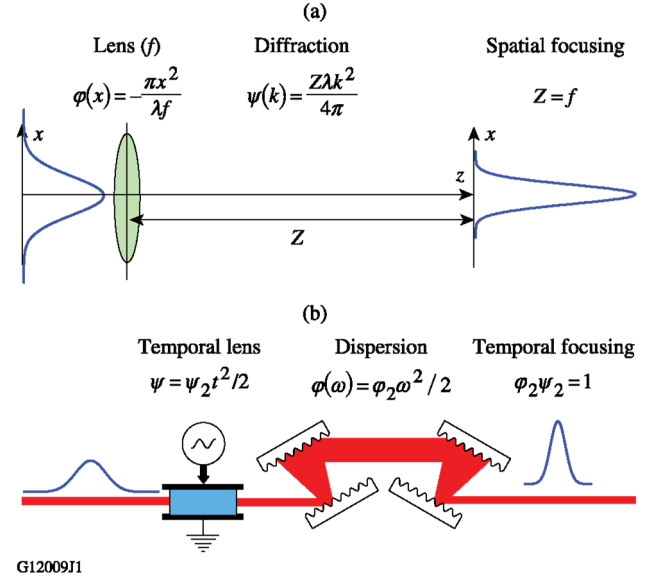 (a)
Lens (f) Diffraction Spatial focusing
φ(x)=−πx²/λf ψ(k)=Zλk²/4π Z=f
x x
z
Z
(b)
Temporal lens Dispersion Temporal focusing
ψ=ψ₂t²/2 φ(ω)=φ₂ω²/2 φ₂ψ₂=1
G12009J1